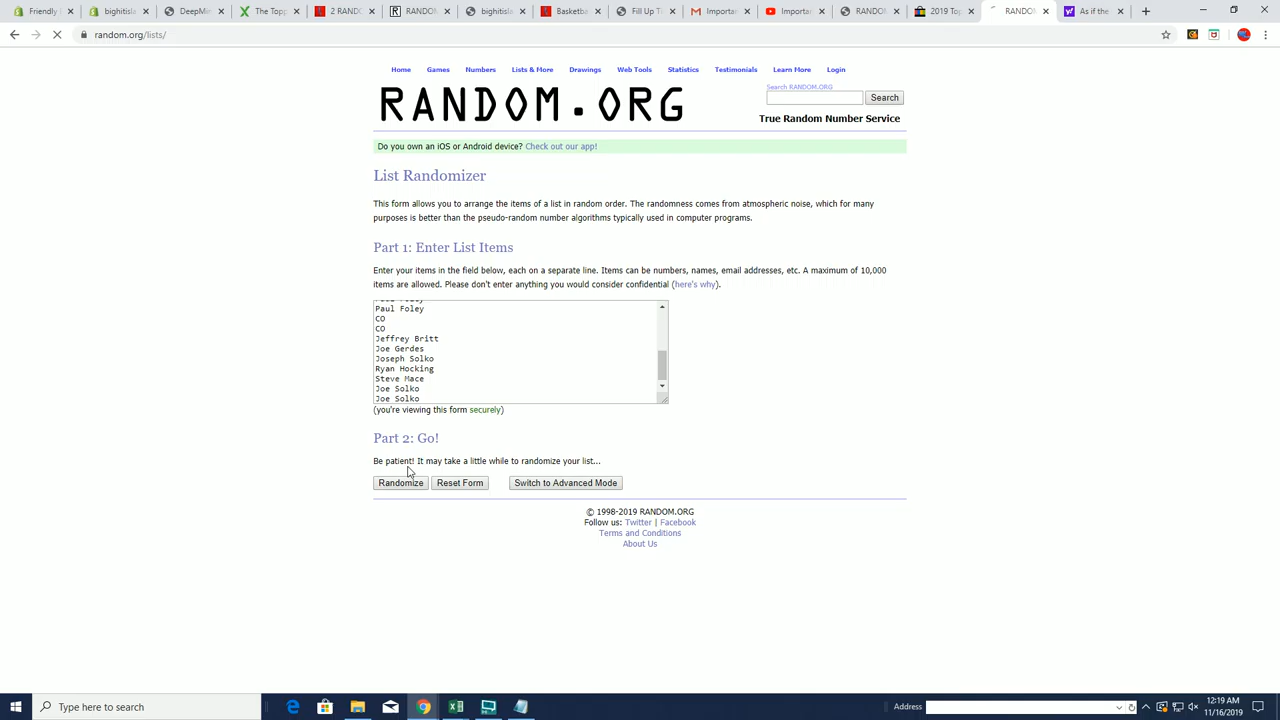 Friendly
bighitisla
DeepMe
The Topp
2 RANDO
RANDO
bighitisl
Basketba
Fill Up T
Importan
Importan
RANDO
2019 Top
RANDO
As if the
random.org/lists/
Home Games Numbers Lists & More Drawings Web Tools Statistics Testimonials Learn More Login
RANDOM.ORG
Search RANDOM.ORG
Search
True Random Number Service
Do you own an iOS or Android device? Check out our app!
List Randomizer
This form allows you to arrange the items of a list in random order. The randomness comes from atmospheric noise, which for many
purposes is better than the pseudo-random number algorithms typically used in computer programs.
Part 1: Enter List Items
Enter your items in the field below, each on a separate line. Items can be numbers, names, email addresses, etc. A maximum of 10,000
items are allowed. Please don't enter anything you would consider confidential (here's why).
Paul Foley
CO
CO
Jeffrey Britt
Joe Gerdes
Joseph Solko
Ryan Hocking
Steve Mace
Joe Solko
Joe Solko
(you're viewing this form securely)
Part 2: Go!
Be patient! It may take a little while to randomize your list...
Randomize Reset Form Switch to Advanced Mode
© 1998-2019 RANDOM.ORG
Follow us: Twitter | Facebook
Terms and Conditions
About Us
Type here to search
Address
12:19 AM
11/16/2019